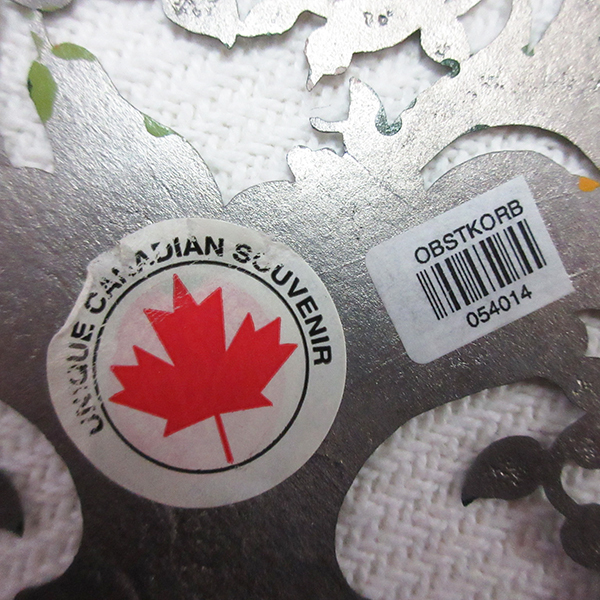 UNIQUE CANADIAN SOUVENIR
OBSTKORB
054014